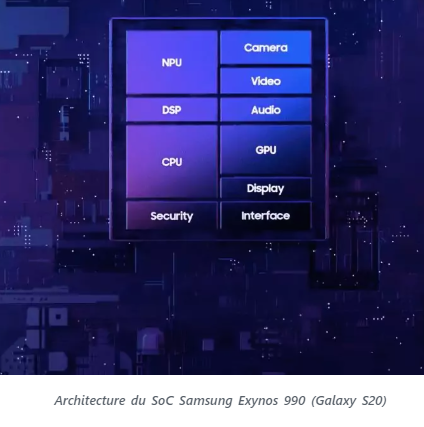 NPU
Camera
Video
DSP
Audio
CPU
GPU
Display
Security
Interface
Architecture du SoC Samsung Exynos 990 (Galaxy S20)